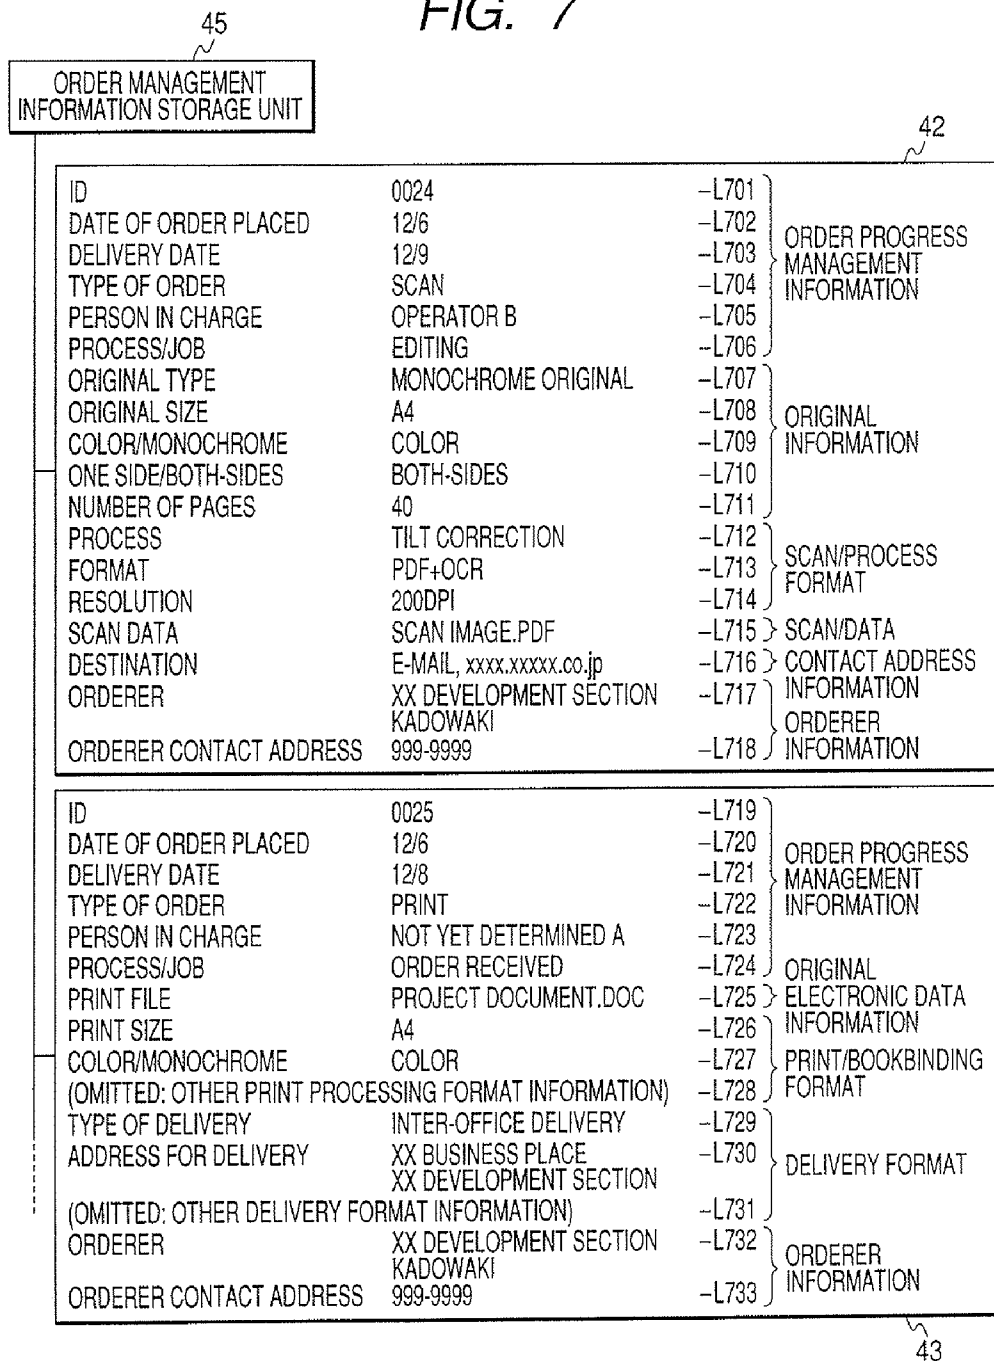 FIG. 7
45
ORDER MANAGEMENT
INFORMATION STORAGE UNIT
42
ID 0024 –L701
DATE OF ORDER PLACED 12/6 –L702
DELIVERY DATE 12/9 –L703
TYPE OF ORDER SCAN –L704
PERSON IN CHARGE OPERATOR B –L705
PROCESS/JOB EDITING –L706
ORDER PROGRESS
MANAGEMENT
INFORMATION
ORIGINAL TYPE MONOCHROME ORIGINAL –L707
ORIGINAL SIZE A4 –L708
COLOR/MONOCHROME COLOR –L709
ONE SIDE/BOTH-SIDES BOTH-SIDES –L710
NUMBER OF PAGES 40 –L711
ORIGINAL
INFORMATION
PROCESS TILT CORRECTION –L712
FORMAT PDF+OCR –L713
RESOLUTION 200DPI –L714
SCAN/PROCESS
FORMAT
SCAN DATA SCAN IMAGE.PDF –L715 SCAN/DATA
DESTINATION E-MAIL, xxxx.xxxxx.co.jp –L716 CONTACT ADDRESS
INFORMATION
ORDERER XX DEVELOPMENT SECTION –L717
KADOWAKI
ORDERER CONTACT ADDRESS 999-9999 –L718
ORDERER
INFORMATION
ID 0025 –L719
DATE OF ORDER PLACED 12/6 –L720
DELIVERY DATE 12/8 –L721
TYPE OF ORDER PRINT –L722
PERSON IN CHARGE NOT YET DETERMINED A –L723
PROCESS/JOB ORDER RECEIVED –L724
ORDER PROGRESS
MANAGEMENT
INFORMATION
PRINT FILE PROJECT DOCUMENT.DOC –L725
ORIGINAL
ELECTRONIC DATA
INFORMATION
PRINT SIZE A4 –L726
COLOR/MONOCHROME COLOR –L727
(OMITTED: OTHER PRINT PROCESSING FORMAT INFORMATION) –L728
PRINT/BOOKBINDING
FORMAT
TYPE OF DELIVERY INTER-OFFICE DELIVERY –L729
ADDRESS FOR DELIVERY XX BUSINESS PLACE –L730
XX DEVELOPMENT SECTION
(OMITTED: OTHER DELIVERY FORMAT INFORMATION) –L731
DELIVERY FORMAT
ORDERER XX DEVELOPMENT SECTION –L732
KADOWAKI
ORDERER CONTACT ADDRESS 999-9999 –L733
ORDERER
INFORMATION
43